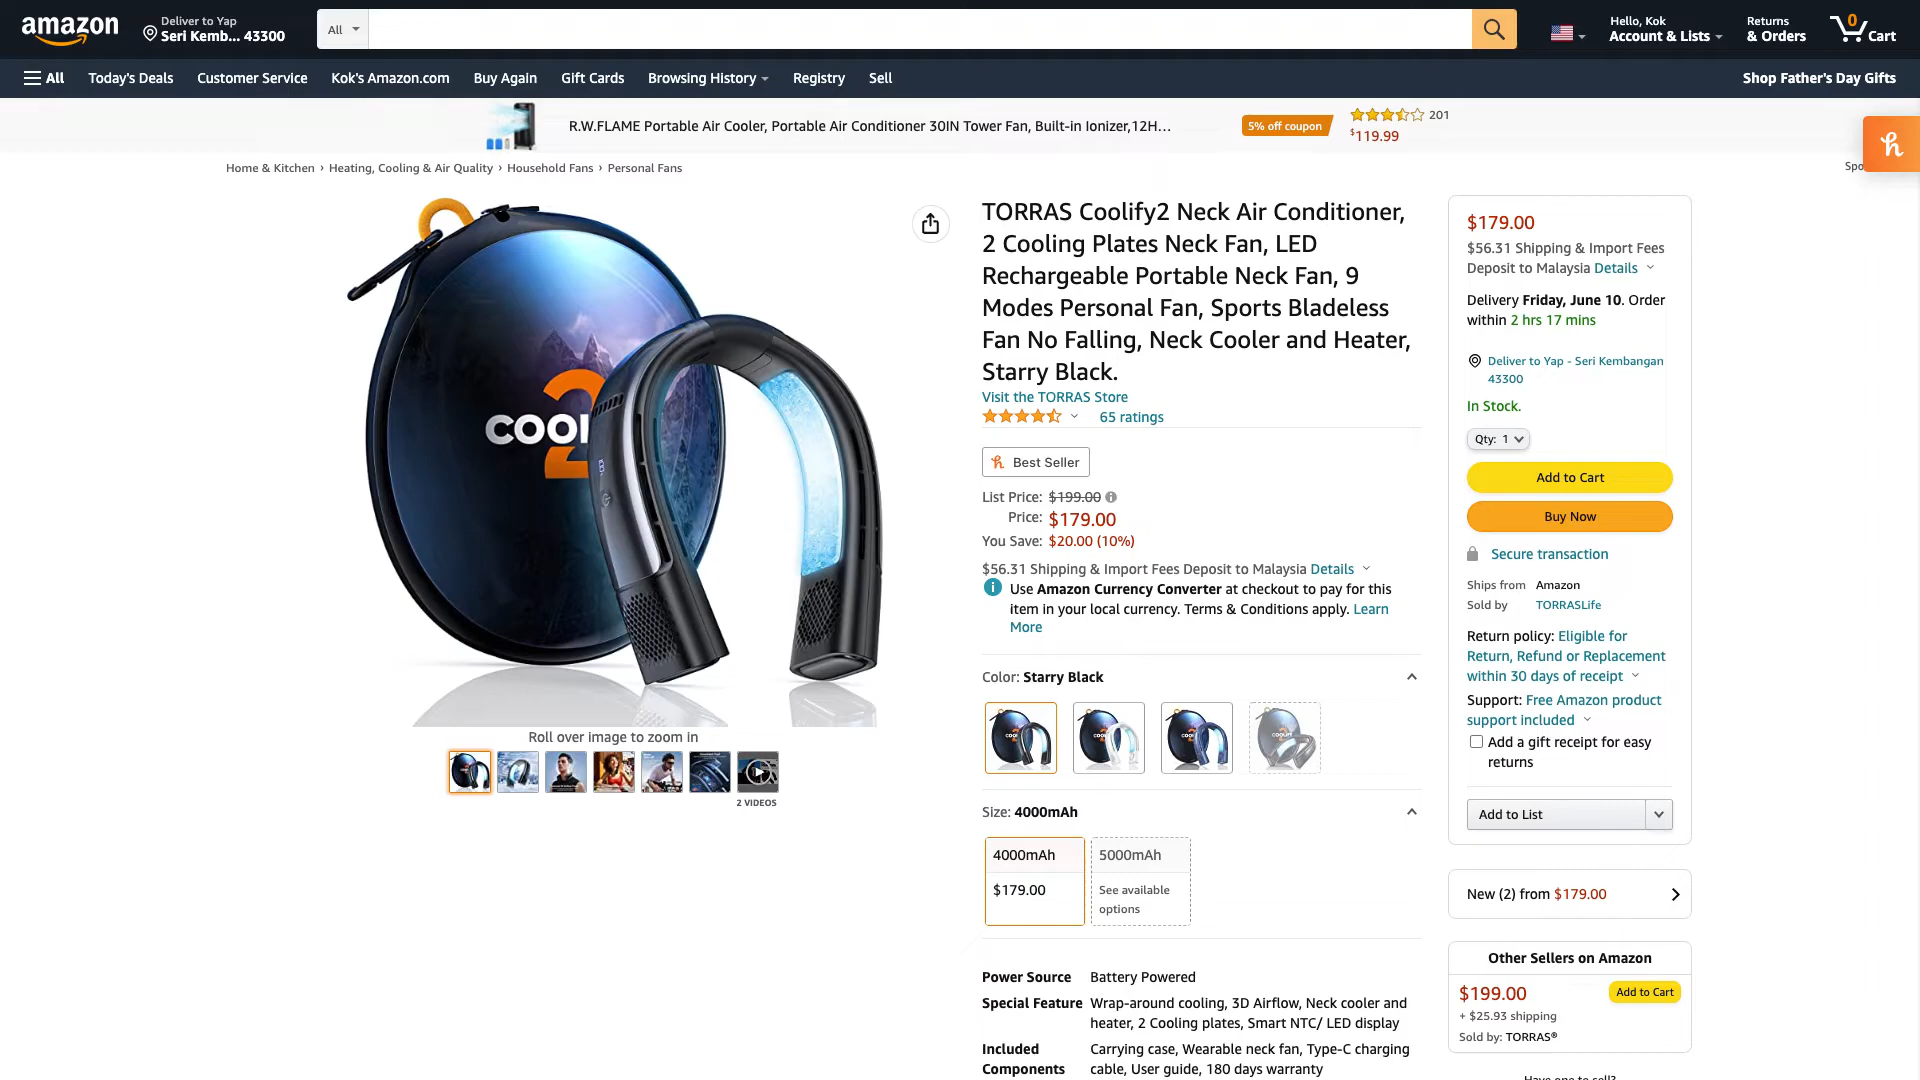 amazon
Deliver to Yap
Seri Kemb... 43300
All
Hello, Kok
Account & Lists
Returns
& Orders
0
Cart
All
Today's Deals
Customer Service
Kok's Amazon.com
Buy Again
Gift Cards
Browsing History
Registry
Sell
Shop Father's Day Gifts
R.W.FLAME Portable Air Cooler, Portable Air Conditioner 30IN Tower Fan, Built-in Ionizer,12H...
5% off coupon
201
$119.99
Home & Kitchen › Heating, Cooling & Air Quality › Household Fans › Personal Fans
Spo
COOL
2
Roll over image to zoom in
2 VIDEOS
TORRAS Coolify2 Neck Air Conditioner,
2 Cooling Plates Neck Fan, LED
Rechargeable Portable Neck Fan, 9
Modes Personal Fan, Sports Bladeless
Fan No Falling, Neck Cooler and Heater,
Starry Black.
Visit the TORRAS Store
65 ratings
Best Seller
List Price: $199.00
Price: $179.00
You Save: $20.00 (10%)
$56.31 Shipping & Import Fees Deposit to Malaysia Details
Use Amazon Currency Converter at checkout to pay for this
item in your local currency. Terms & Conditions apply. Learn
More
Color: Starry Black
Size: 4000mAh
4000mAh
$179.00
5000mAh
See available
options
Power Source Battery Powered
Special Feature Wrap-around cooling, 3D Airflow, Neck cooler and
heater, 2 Cooling plates, Smart NTC/ LED display
Included Carrying case, Wearable neck fan, Type-C charging
Components cable, User guide, 180 days warranty
$179.00
$56.31 Shipping & Import Fees
Deposit to Malaysia Details
Delivery Friday, June 10. Order
within 2 hrs 17 mins
Deliver to Yap - Seri Kembangan
43300
In Stock.
Qty: 1
Add to Cart
Buy Now
Secure transaction
Ships from Amazon
Sold by TORRASLife
Return policy: Eligible for
Return, Refund or Replacement
within 30 days of receipt
Support: Free Amazon product
support included
Add a gift receipt for easy
returns
Add to List
New (2) from $179.00
Other Sellers on Amazon
$199.00
Add to Cart
+ $25.93 shipping
Sold by: TORRAS®
Have one to sell?